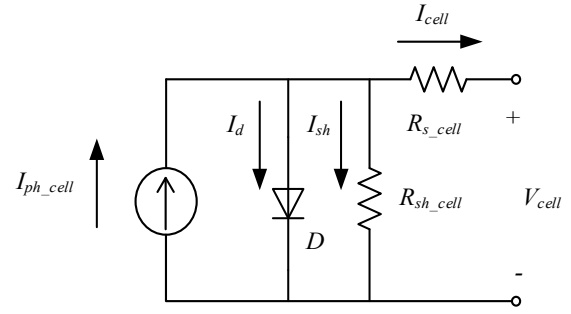 I_cell
I_d
I_sh
R_s_cell
+
I_ph_cell
R_sh_cell
V_cell
D
-